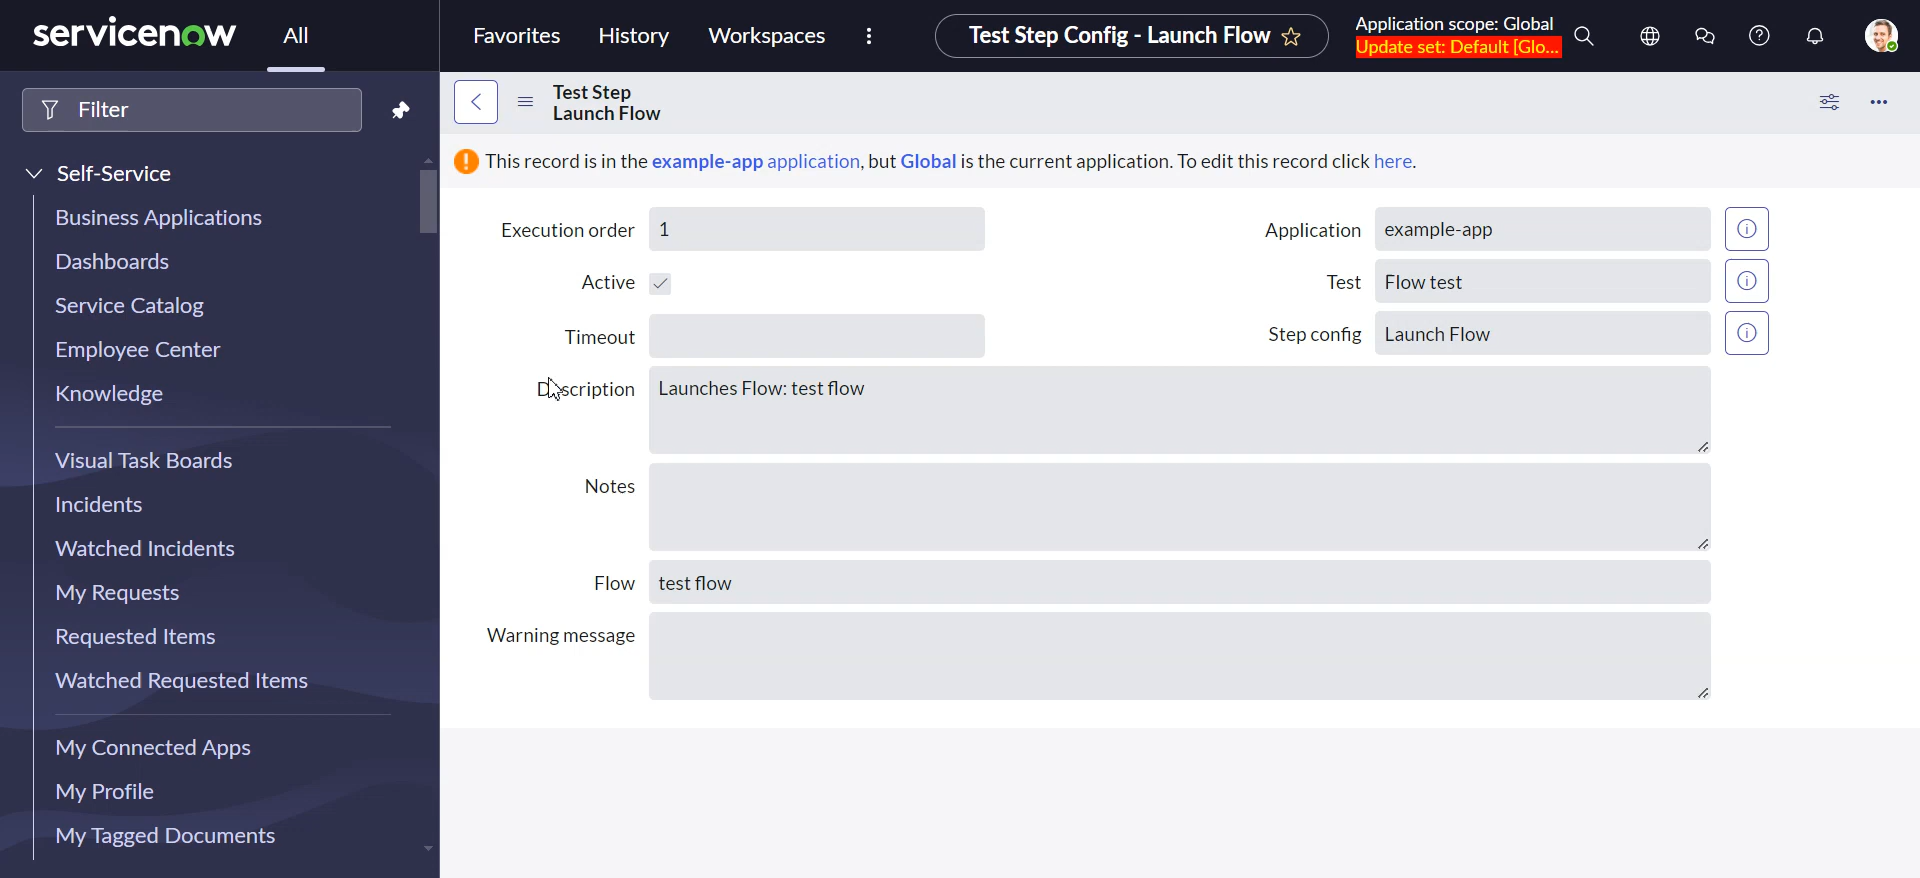 servicenow
All
Favorites
History
Workspaces
Test Step Config - Launch Flow
Application scope: Global
Update set: Default [Glo...
Filter
Self-Service
Business Applications
Dashboards
Service Catalog
Employee Center
Knowledge
Visual Task Boards
Incidents
Watched Incidents
My Requests
Requested Items
Watched Requested Items
My Connected Apps
My Profile
My Tagged Documents
Test Step
Launch Flow
This record is in the example-app application, but Global is the current application. To edit this record click here.
Execution order 1
Application example-app
Active
Test Flow test
Timeout
Step config Launch Flow
Description Launches Flow: test flow
Notes
Flow test flow
Warning message